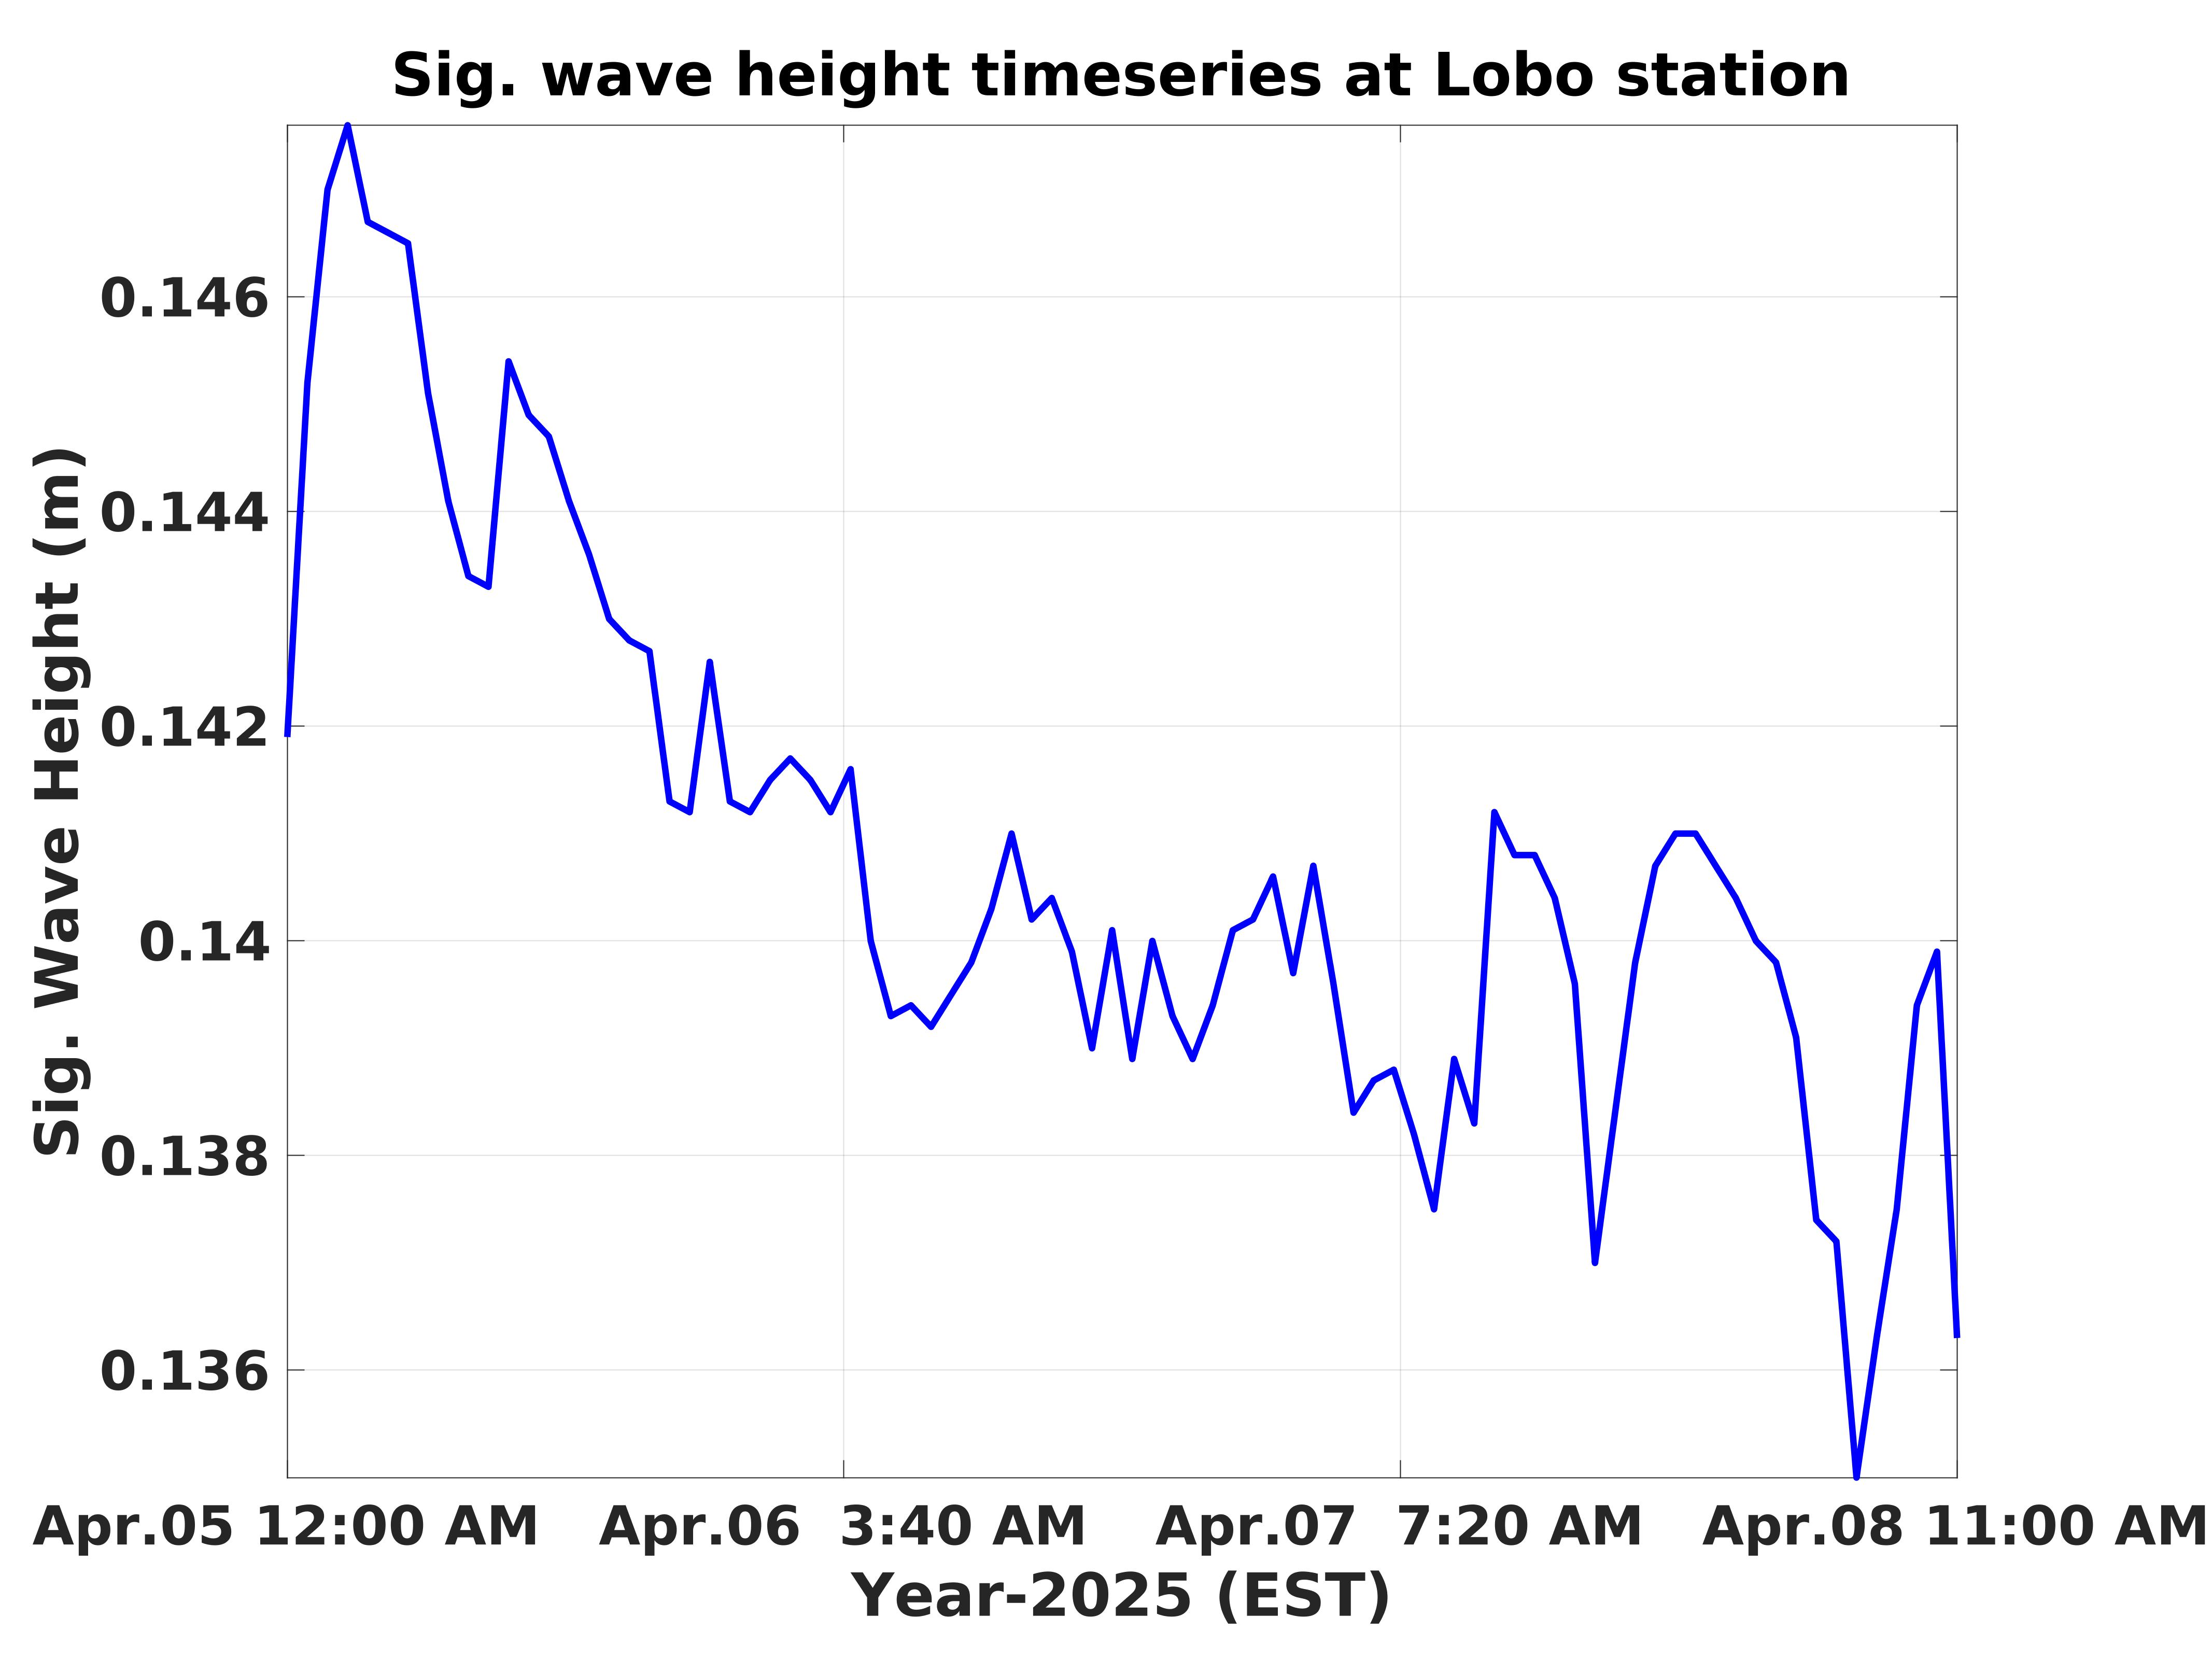 Sig. wave height timeseries at Lobo station
Sig. Wave Height (m)
0.146
0.144
0.142
0.14
0.138
0.136
Apr.05 12:00 AM
Apr.06 3:40 AM
Apr.07 7:20 AM
Apr.08 11:00 AM
Year-2025 (EST)